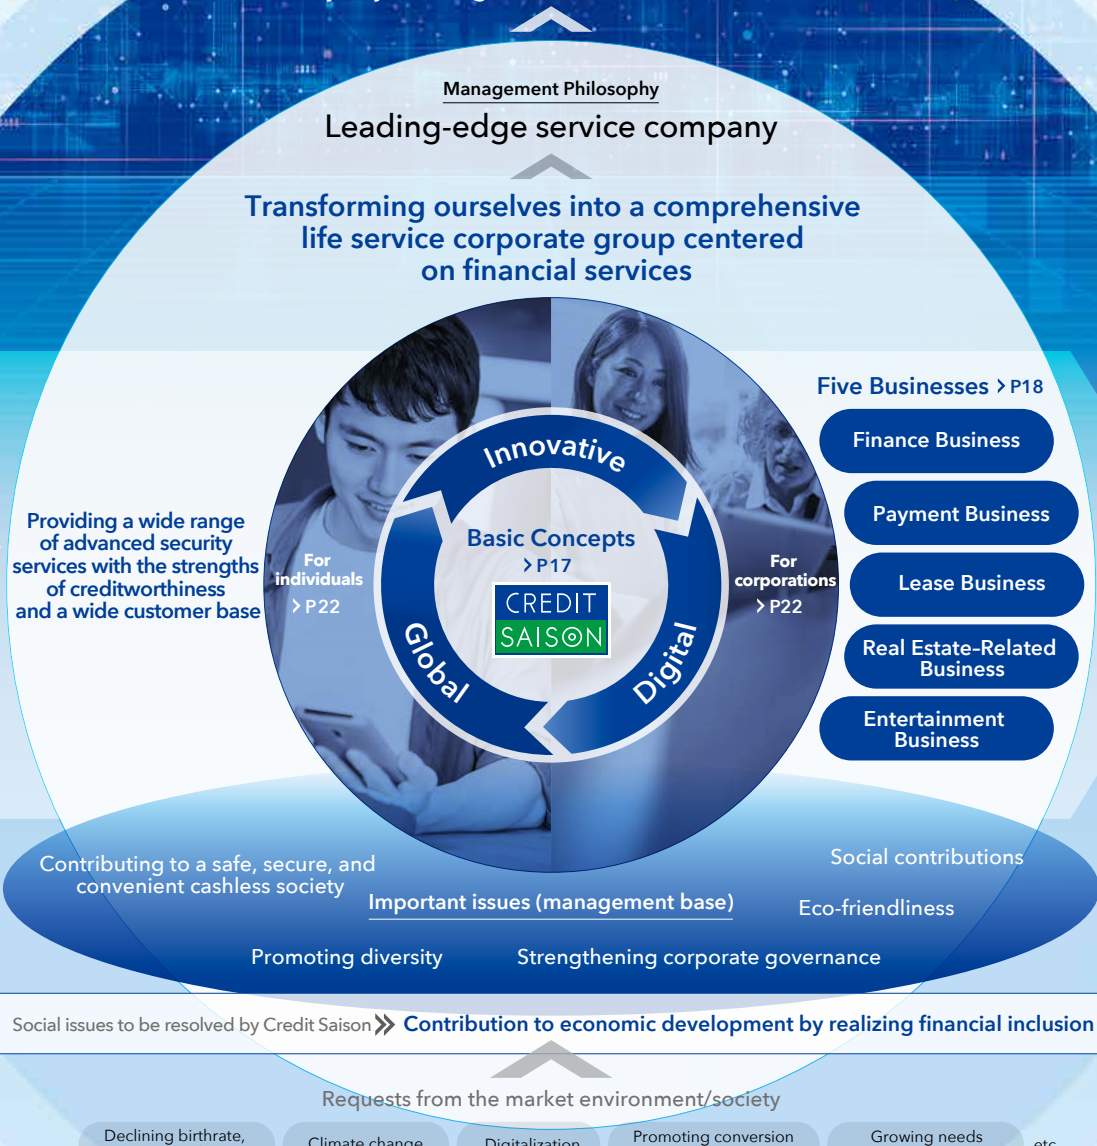 Management Philosophy
Leading-edge service company
Transforming ourselves into a comprehensive
life service corporate group centered
on financial services
Five Businesses > P18
Finance Business
Payment Business
Lease Business
Real Estate–Related
Business
Entertainment
Business
Providing a wide range
of advanced security
services with the strengths
of creditworthiness
and a wide customer base
For
individuals
> P22
Innovative
Digital
Global
Basic Concepts
> P17
CREDIT
SAISON
For
corporations
> P22
Contributing to a safe, secure, and
convenient cashless society
Social contributions
Important issues (management base)
Eco-friendliness
Promoting diversity
Strengthening corporate governance
Social issues to be resolved by Credit Saison » Contribution to economic development by realizing financial inclusion
Requests from the market environment/society
Declining birthrate,
Climate change
Digitalization
Promoting conversion
Growing needs
etc.